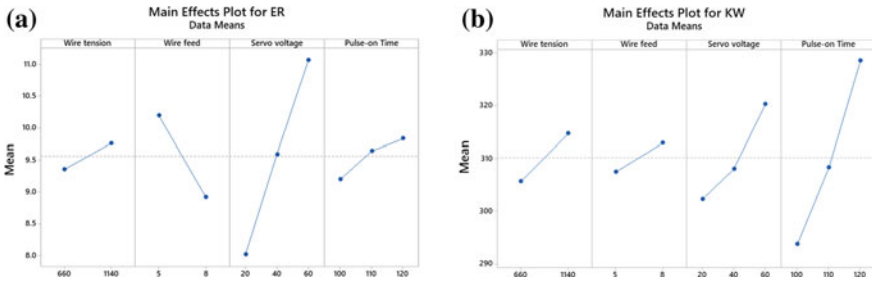 (a)
Main Effects Plot for ER
Data Means
Wire tension Wire feed Servo voltage Pulse-on Time
11.0
10.5
10.0
9.5
9.0
8.5
8.0
Mean
660 1140 5 8 20 40 60 100 110 120
(b)
Main Effects Plot for KW
Data Means
Wire tension Wire feed Servo voltage Pulse-on Time
330
320
310
300
290
Mean
660 1140 5 8 20 40 60 100 110 120